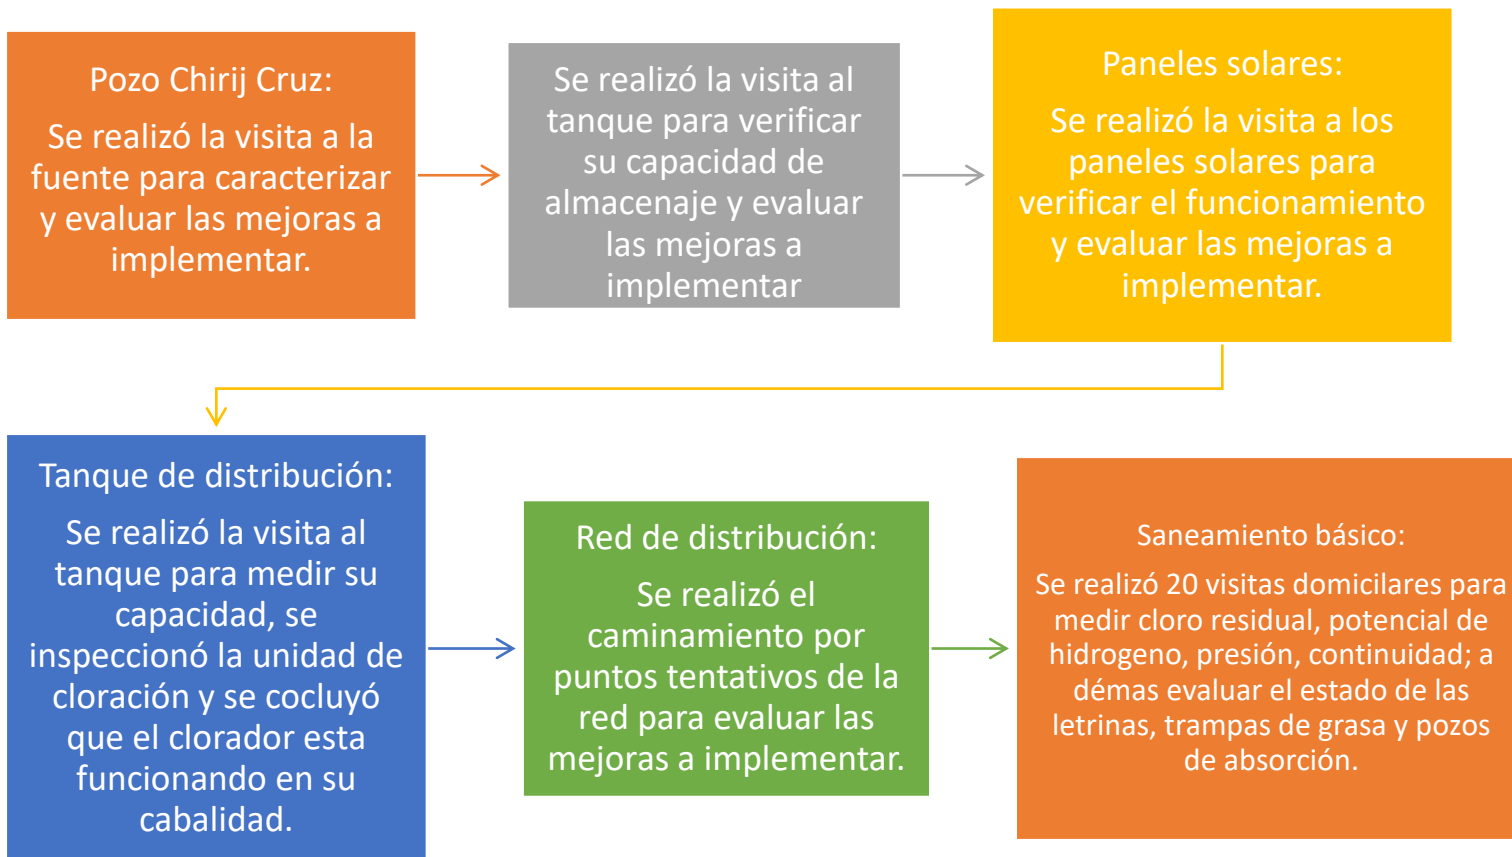 Pozo Chirij Cruz:
Se realizó la visita a la
fuente para caracterizar
y evaluar las mejoras a
implementar.
Se realizó la visita al
tanque para verificar
su capacidad de
almacenaje y evaluar
las mejoras a
implementar
Paneles solares:
Se realizó la visita a los
paneles solares para
verificar el funcionamiento
y evaluar las mejoras a
implementar.
Tanque de distribución:
Se realizó la visita al
tanque para medir su
capacidad, se
inspeccionó la unidad de
cloración y se cocluyó
que el clorador esta
funcionando en su
cabalidad.
Red de distribución:
Se realizó el
caminamiento por
puntos tentativos de la
red para evaluar las
mejoras a implementar.
Saneamiento básico:
Se realizó 20 visitas domicilares para
medir cloro residual, potencial de
hidrogeno, presión, continuidad; a
démas evaluar el estado de las
letrinas, trampas de grasa y pozos
de absorción.